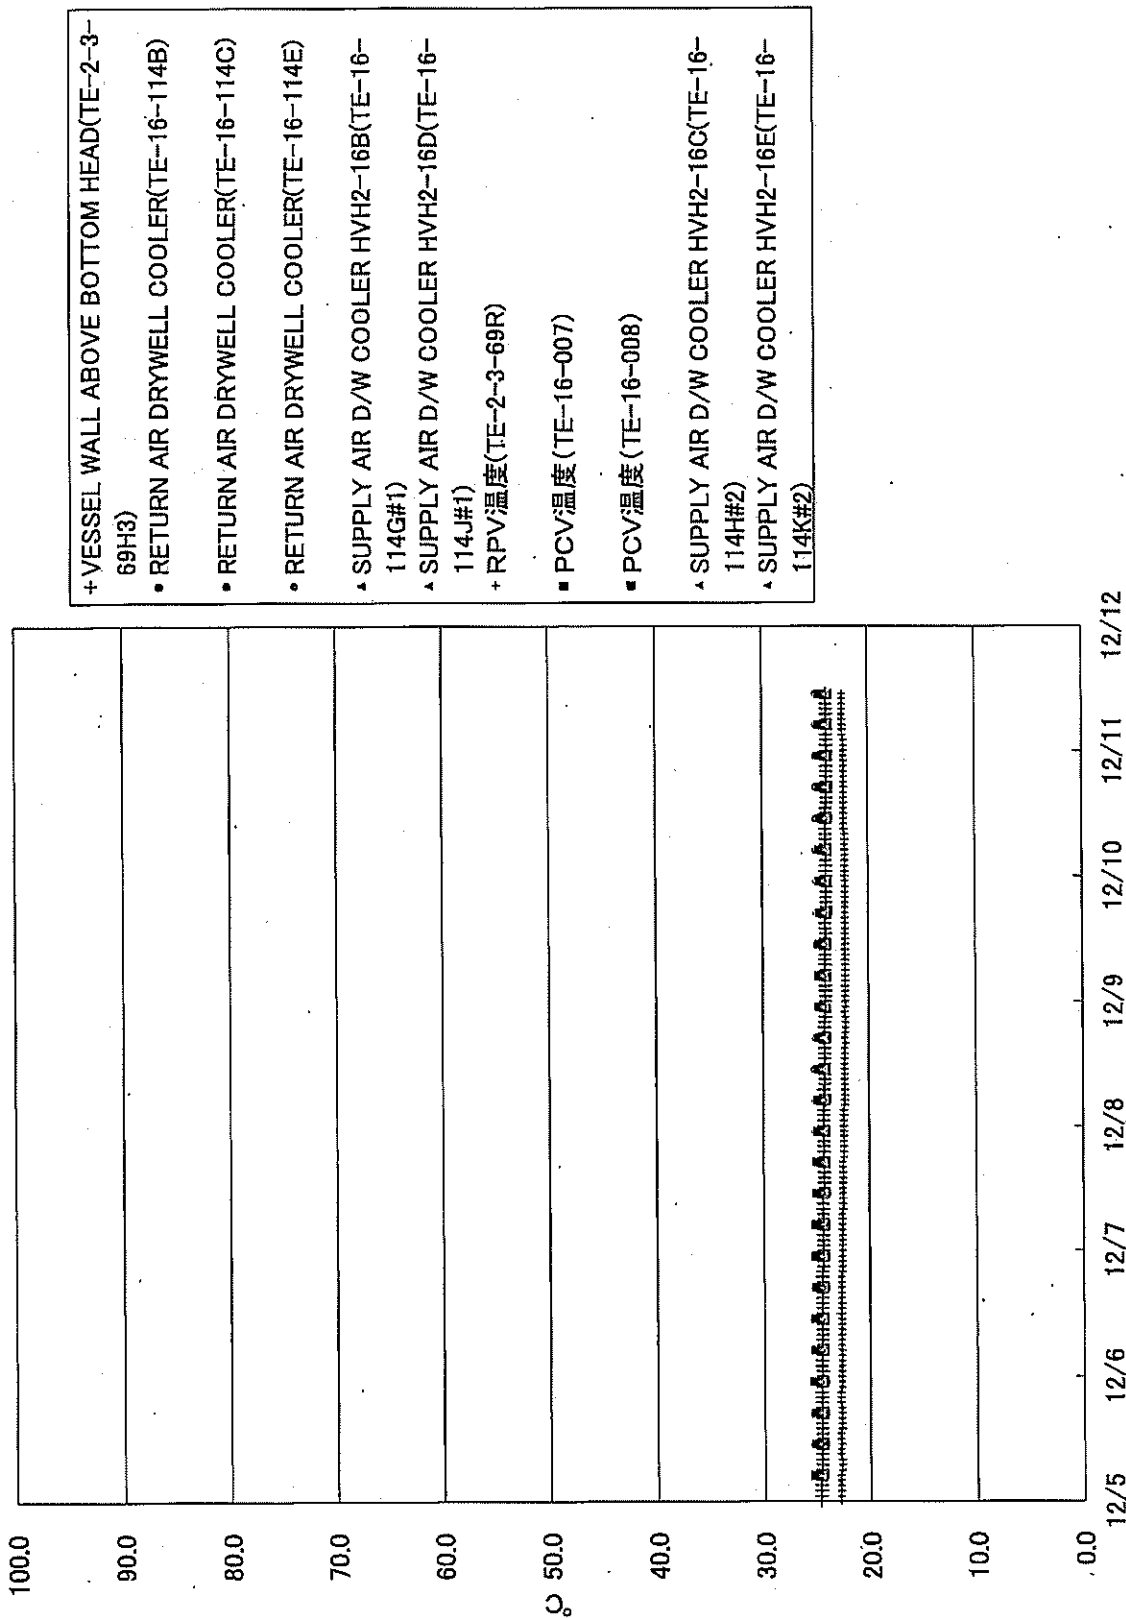 100.0
90.0
80.0
70.0
60.0
50.0
40.0
30.0
20.0
10.0
0.0
℃
12/5
12/6
12/7
12/8
12/9
12/10
12/11
12/12
+VESSEL WALL ABOVE BOTTOM HEAD(TE-2-3-
69H3)
• RETURN AIR DRYWELL COOLER(TE-16-114B)
• RETURN AIR DRYWELL COOLER(TE-16-114C)
• RETURN AIR DRYWELL COOLER(TE-16-114E)
▲ SUPPLY AIR D/W COOLER HVH2-16B(TE-16-
114G#1)
▲ SUPPLY AIR D/W COOLER HVH2-16D(TE-16-
114J#1)
+ RPV温度(TE-2-3-69R)
■ PCV温度(TE-16-007)
■ PCV温度(TE-16-008)
▲ SUPPLY AIR D/W COOLER HVH2-16C(TE-16-
114H#2)
▲ SUPPLY AIR D/W COOLER HVH2-16E(TE-16-
114K#2)